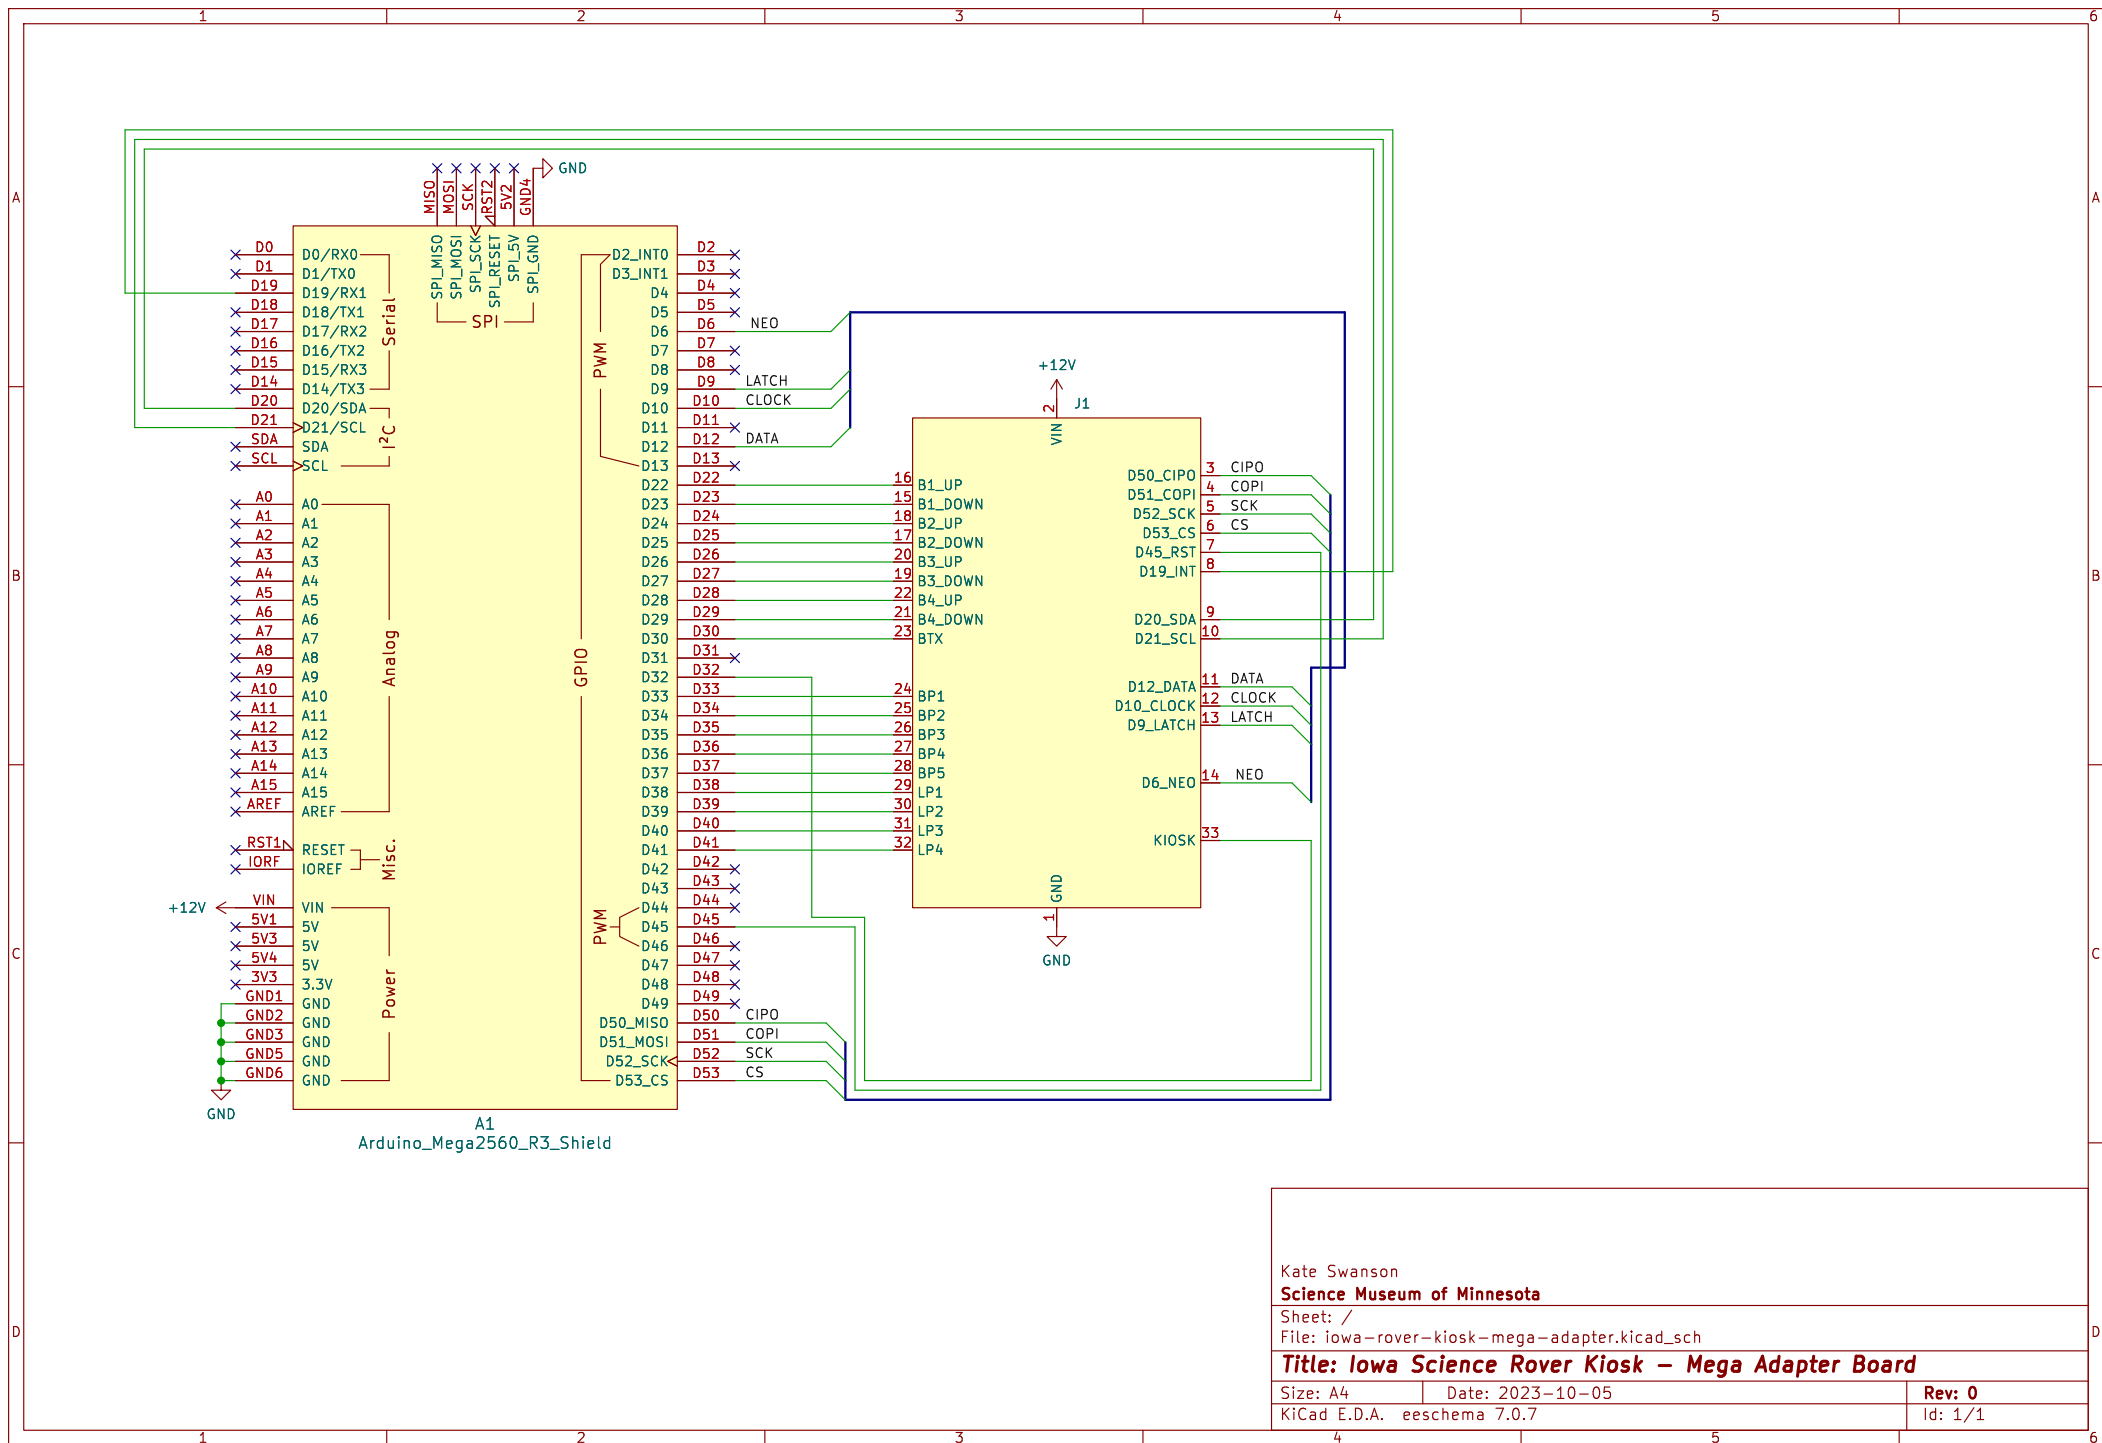 1 2 3 4 5 6
A A
B B
C C
D D
1 2 3 4 5 6
MISO
MOSI
SCK
RST2
5V2
GND4
GND
SPI_MISO
SPI_MOSI
SPI_SCK
SPI_RESET
SPI_5V
SPI_GND
SPI
D0 D0/RX0
D1 D1/TX0
D19 D19/RX1
D18 D18/TX1
D17 D17/RX2
D16 D16/TX2
D15 D15/RX3
D14 D14/TX3
Serial
D20 D20/SDA
D21 D21/SCL
SDA SDA
SCL SCL
I²C
A0 A0
A1 A1
A2 A2
A3 A3
A4 A4
A5 A5
A6 A6
A7 A7
A8 A8
A9 A9
A10 A10
A11 A11
A12 A12
A13 A13
A14 A14
A15 A15
AREF AREF
Analog
RST1 RESET
IORF IOREF
Misc.
+12V VIN VIN
5V1 5V
5V3 5V
5V4 5V
3V3 3.3V
GND1 GND
GND2 GND
GND3 GND
GND5 GND
GND6 GND
Power
GND
D2_INT0 D2
D3_INT1 D3
D4 D4
D5 D5
D6 D6 NEO
D7 D7
D8 D8
D9 D9 LATCH
D10 D10 CLOCK
D11 D11
D12 D12 DATA
D13 D13
PWM
D22 D22
D23 D23
D24 D24
D25 D25
D26 D26
D27 D27
D28 D28
D29 D29
D30 D30
D31 D31
D32 D32
D33 D33
D34 D34
D35 D35
D36 D36
D37 D37
D38 D38
D39 D39
D40 D40
D41 D41
D42 D42
D43 D43
D44 D44
D45 D45
D46 D46
D47 D47
D48 D48
D49 D49
D50_MISO D50 CIPO
D51_MOSI D51 COPI
D52_SCK D52 SCK
D53_CS D53 CS
GPIO
PWM
A1
Arduino_Mega2560_R3_Shield
+12V
J1
2
VIN
16 B1_UP
15 B1_DOWN
18 B2_UP
17 B2_DOWN
20 B3_UP
19 B3_DOWN
22 B4_UP
21 B4_DOWN
23 BTX
24 BP1
25 BP2
26 BP3
27 BP4
28 BP5
29 LP1
30 LP2
31 LP3
32 LP4
D50_CIPO 3 CIPO
D51_COPI 4 COPI
D52_SCK 5 SCK
D53_CS 6 CS
D45_RST 7
D19_INT 8
D20_SDA 9
D21_SCL 10
D12_DATA 11 DATA
D10_CLOCK 12 CLOCK
D9_LATCH 13 LATCH
D6_NEO 14 NEO
KIOSK 33
GND
1
GND
Kate Swanson
Science Museum of Minnesota
Sheet: /
File: iowa-rover-kiosk-mega-adapter.kicad_sch
Title: Iowa Science Rover Kiosk - Mega Adapter Board
Size: A4 Date: 2023-10-05 Rev: 0
KiCad E.D.A. eeschema 7.0.7 Id: 1/1